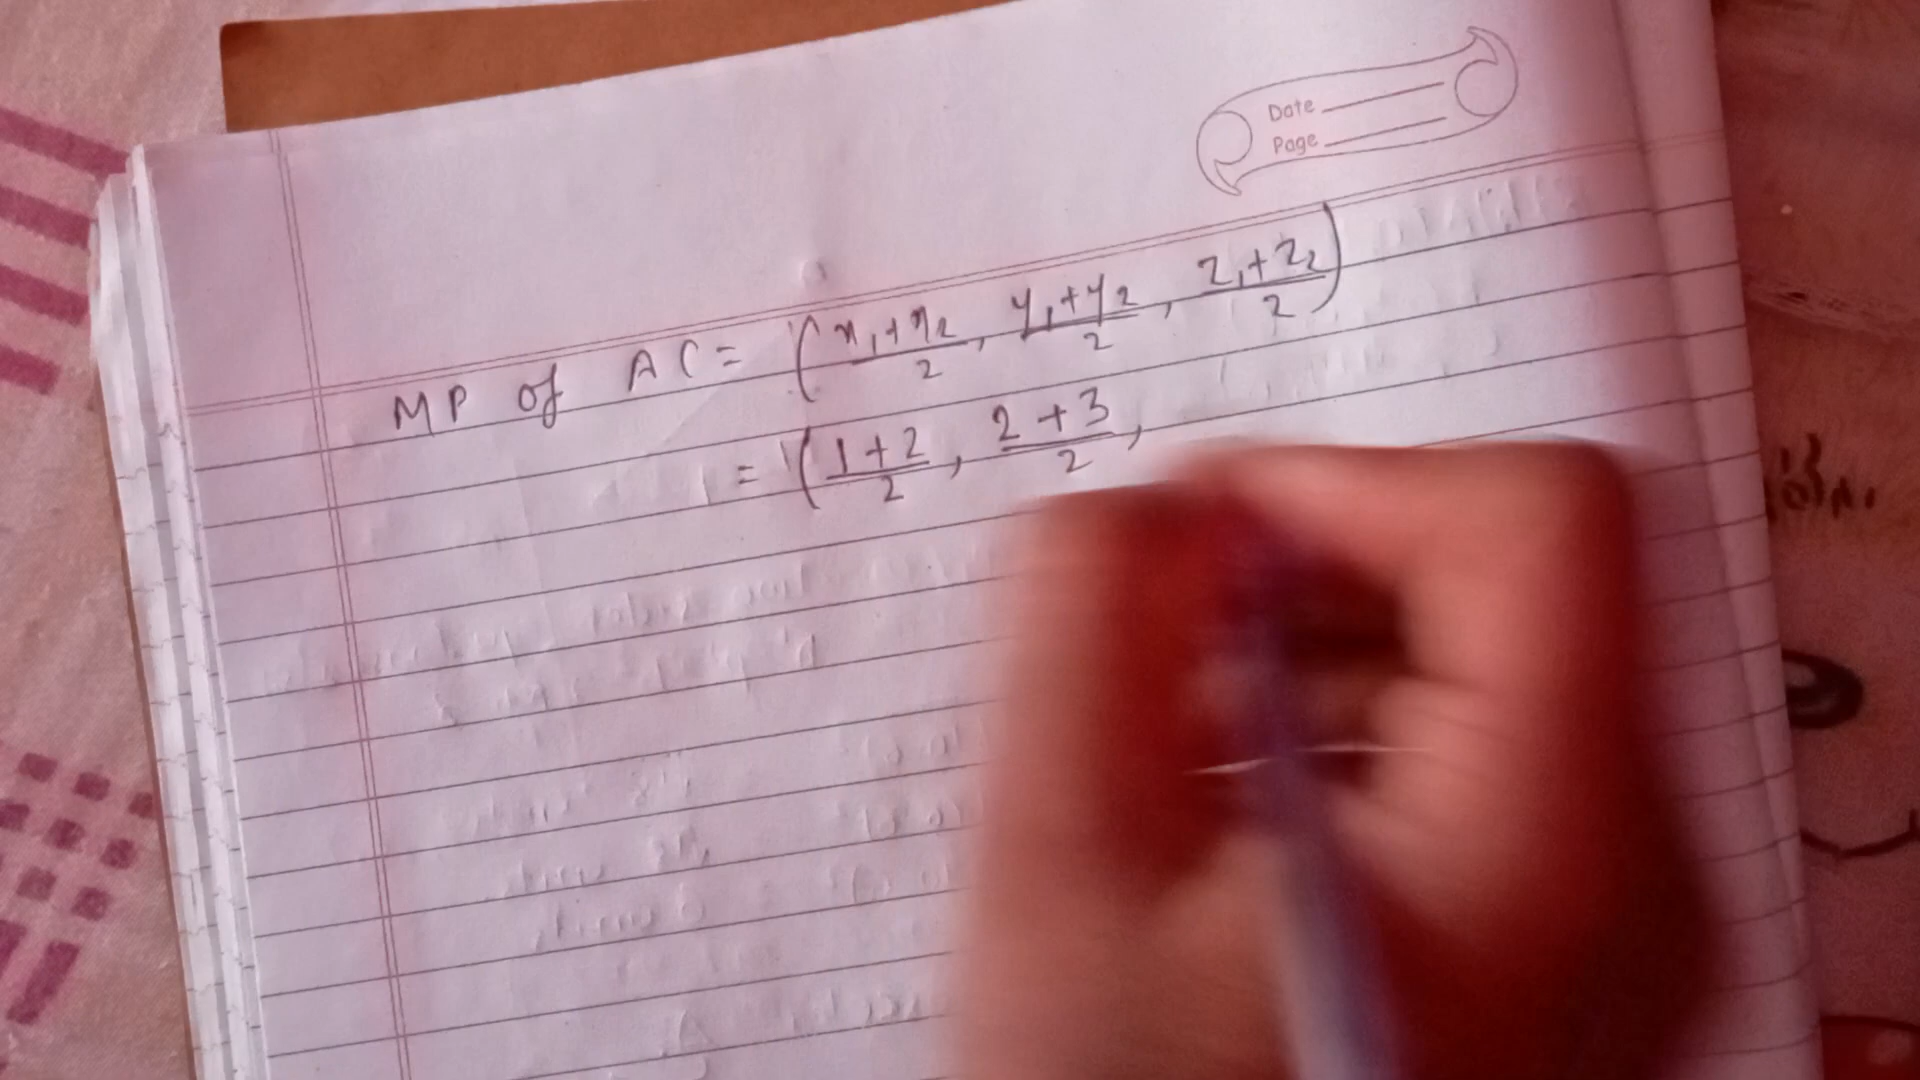 Date
Page
MP of AC = (x₁+x₂/2, y₁+y₂/2, z₁+z₂/2)
= (1+2/2, 2+3/2,